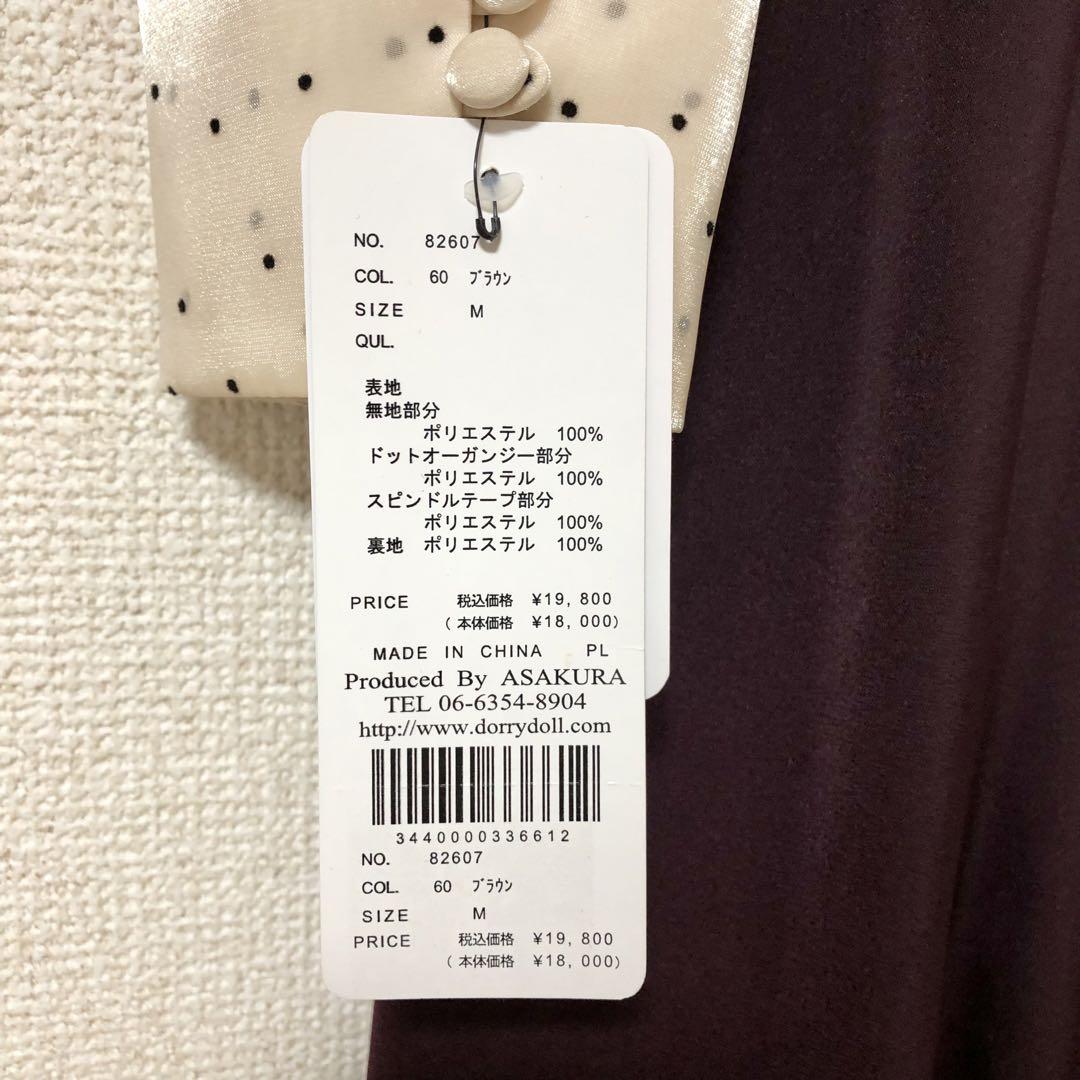 NO. 82607
COL. 60 ﾌﾞﾗｳﾝ
SIZE M
QUL.
表地
無地部分
ポリエステル 100%
ドットオーガンジー部分
ポリエステル 100%
スピンドルテープ部分
ポリエステル 100%
裏地 ポリエステル 100%
PRICE 税込価格 ¥19,800
(本体価格 ¥18,000)
MADE IN CHINA PL
Produced By ASAKURA
TEL 06-6354-8904
http://www.dorrydoll.com
3440000336612
NO. 82607
COL. 60 ﾌﾞﾗｳﾝ
SIZE M
PRICE 税込価格 ¥19,800
(本体価格 ¥18,000)